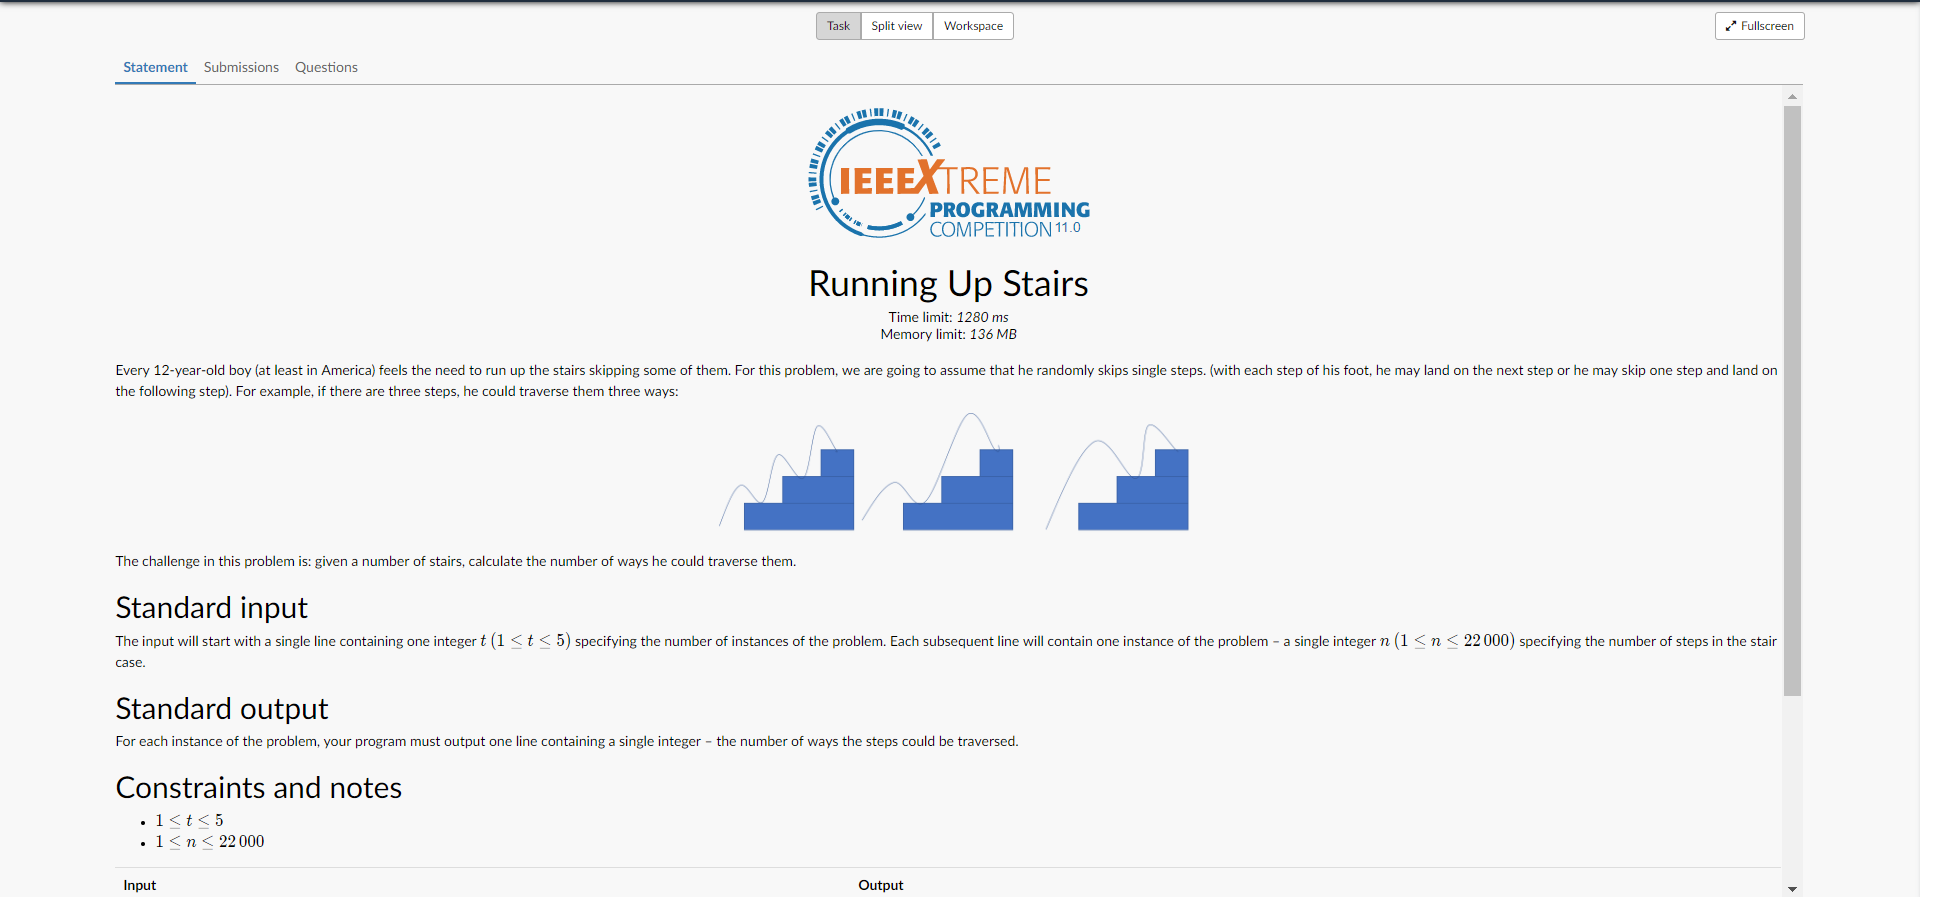 Task Split view Workspace Fullscreen
Statement Submissions Questions
IEEEXTREME
PROGRAMMING
COMPETITION 11.0
Running Up Stairs
Time limit: 1280 ms
Memory limit: 136 MB
Every 12-year-old boy (at least in America) feels the need to run up the stairs skipping some of them. For this problem, we are going to assume that he randomly skips single steps. (with each step of his foot, he may land on the next step or he may skip one step and land on
the following step). For example, if there are three steps, he could traverse them three ways:
The challenge in this problem is: given a number of stairs, calculate the number of ways he could traverse them.
Standard input
The input will start with a single line containing one integer t (1 ≤ t ≤ 5) specifying the number of instances of the problem. Each subsequent line will contain one instance of the problem – a single integer n (1 ≤ n ≤ 22 000) specifying the number of steps in the stair
case.
Standard output
For each instance of the problem, your program must output one line containing a single integer – the number of ways the steps could be traversed.
Constraints and notes
• 1 ≤ t ≤ 5
• 1 ≤ n ≤ 22 000
Input Output